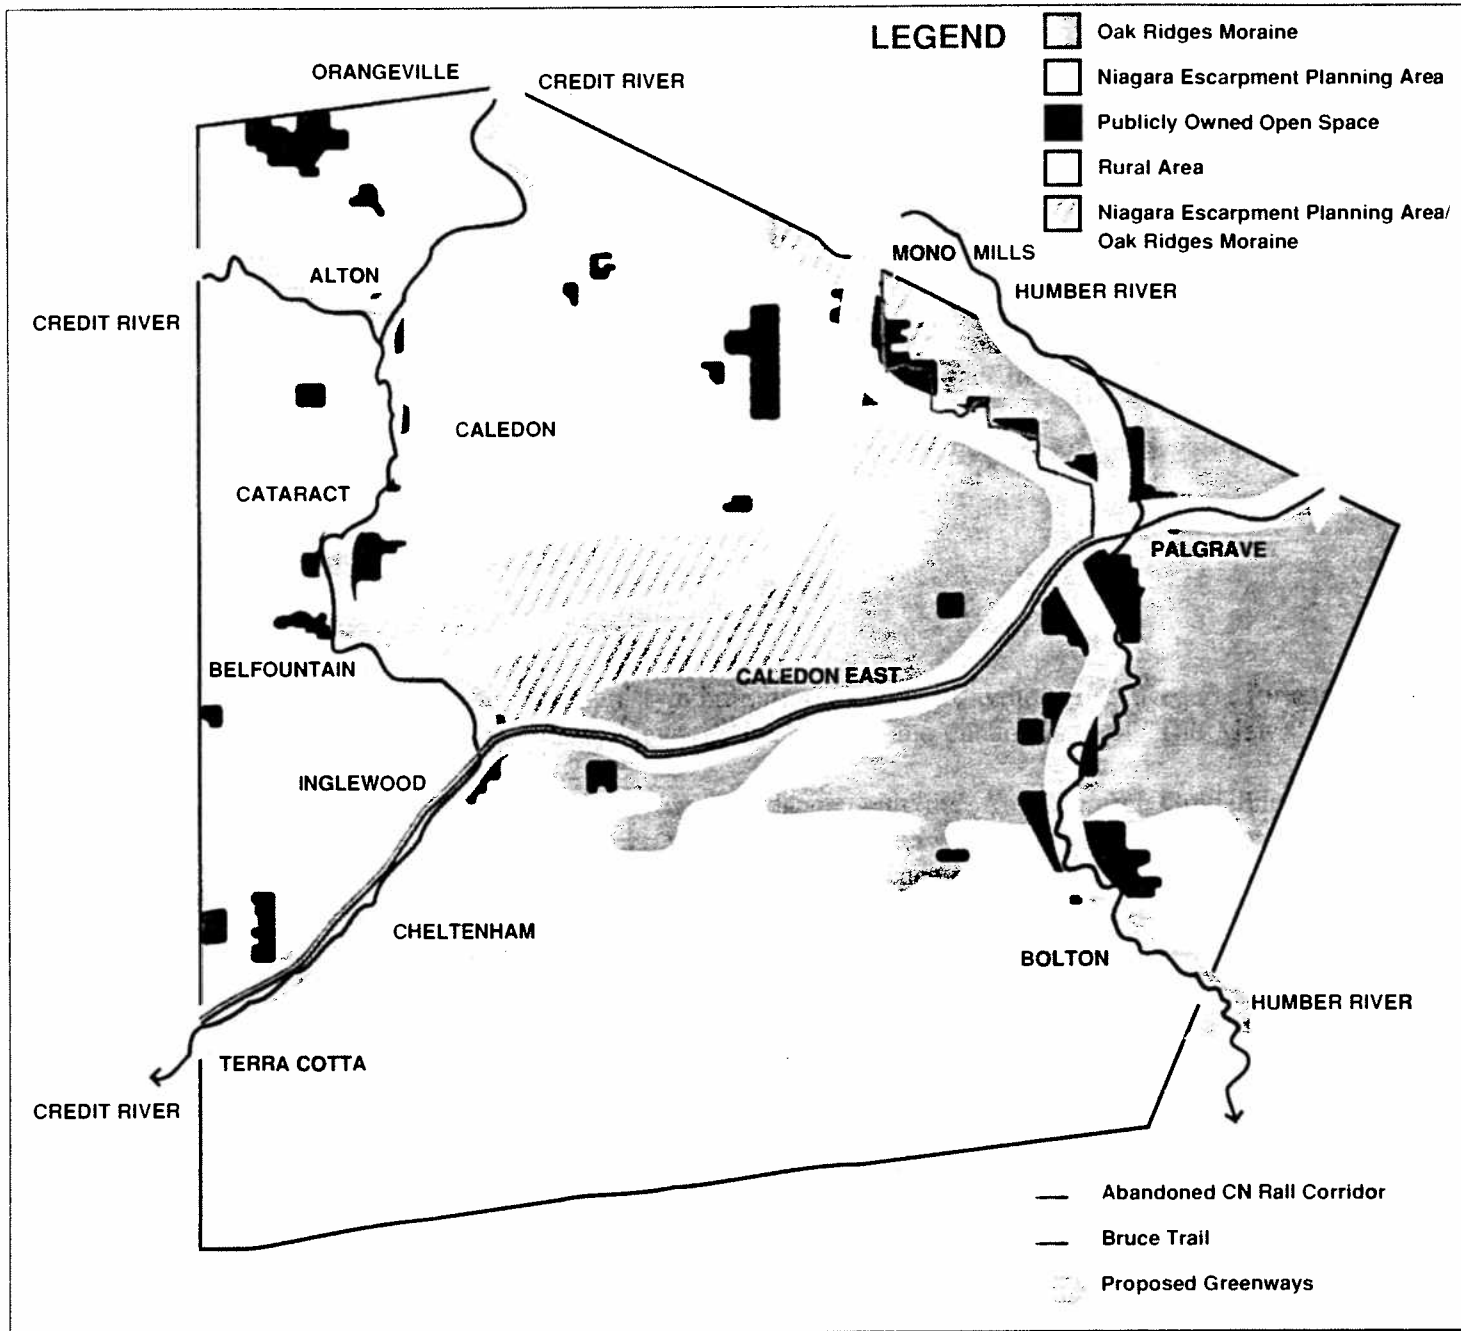 LEGEND
Oak Ridges Moraine
Niagara Escarpment Planning Area
Publicly Owned Open Space
Rural Area
Niagara Escarpment Planning Area/
Oak Ridges Moraine
ORANGEVILLE
CREDIT RIVER
MONO MILLS
HUMBER RIVER
ALTON
CREDIT RIVER
CALEDON
CATARACT
PALGRAVE
BELFOUNTAIN
CALEDON EAST
INGLEWOOD
CHELTENHAM
BOLTON
HUMBER RIVER
TERRA COTTA
CREDIT RIVER
Abandoned CN Rail Corridor
Bruce Trail
Proposed Greenways